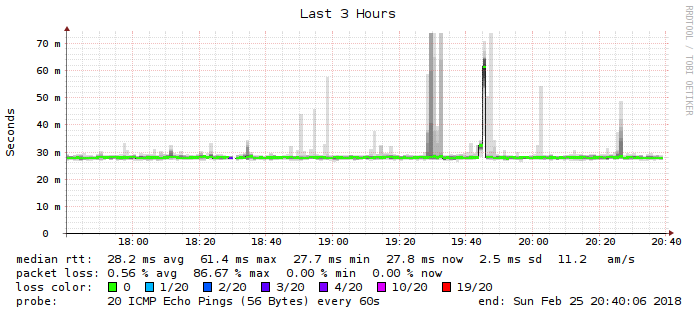 Last 3 Hours
RRDTOOL / TOBI OETIKER
Seconds
70 m
60 m
50 m
40 m
30 m
20 m
10 m
0
18:00 18:20 18:40 19:00 19:20 19:40 20:00 20:20 20:40
median rtt: 28.2 ms avg 61.4 ms max 27.7 ms min 27.8 ms now 2.5 ms sd 11.2 am/s
packet loss: 0.56 % avg 86.67 % max 0.00 % min 0.00 % now
loss color: 0 1/20 2/20 3/20 4/20 10/20 19/20
probe: 20 ICMP Echo Pings (56 Bytes) every 60s end: Sun Feb 25 20:40:06 2018